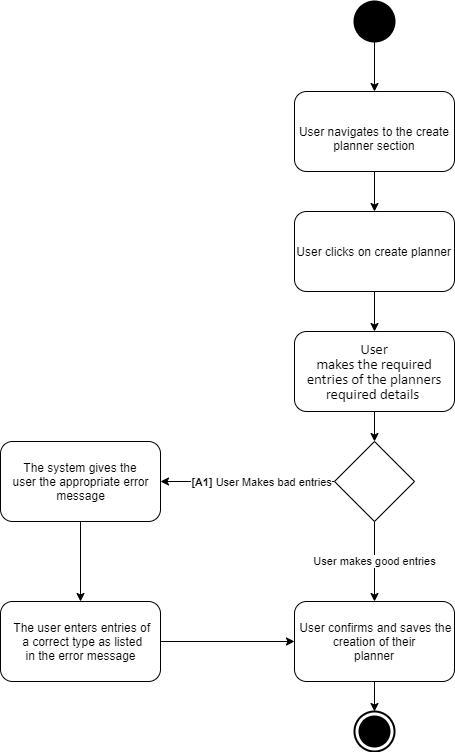 User navigates to the create
planner section
User clicks on create planner
User
makes the required
entries of the planners
required details
The system gives the
user the appropriate error
message
[A1] User Makes bad entries
User makes good entries
The user enters entries of
a correct type as listed
in the error message
User confirms and saves the
creation of their
planner